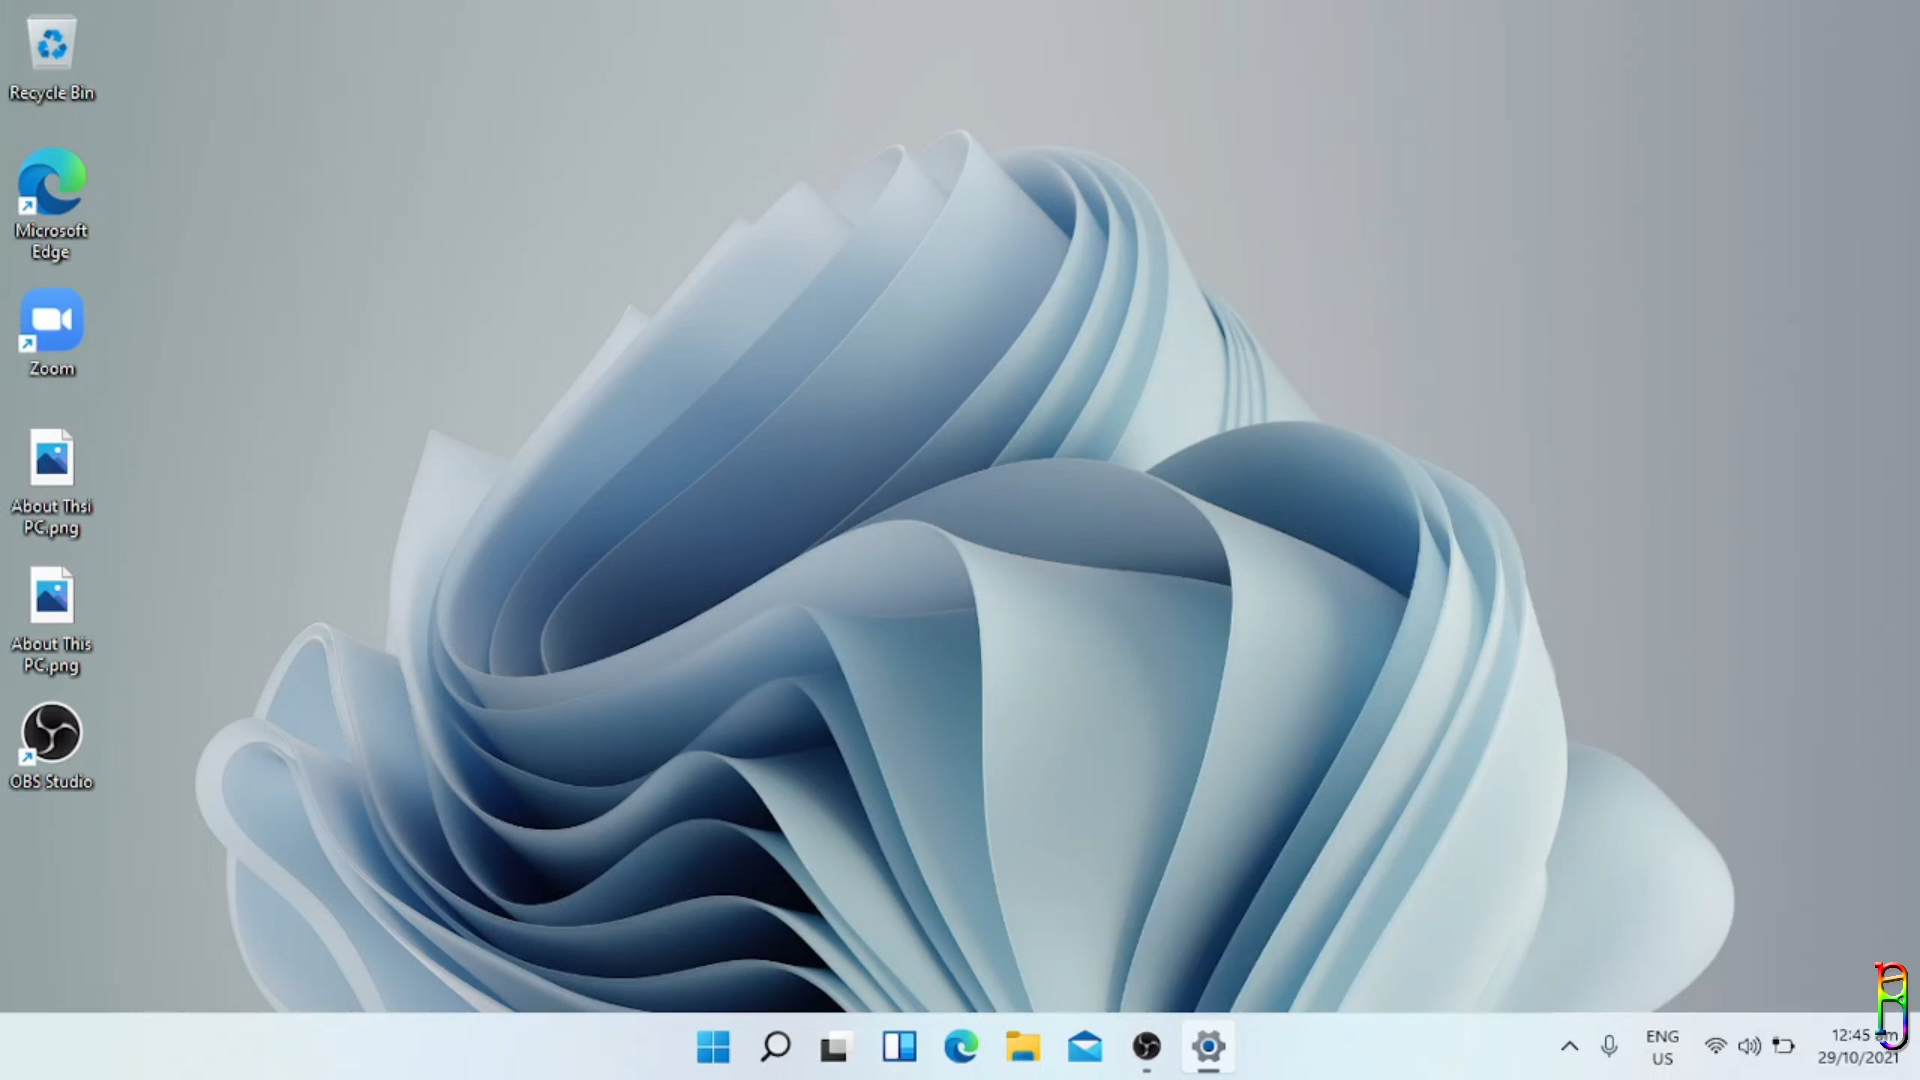 Recycle Bin
Microsoft
Edge
Zoom
About Thsi
PC.png
About This
PC.png
OBS Studio
ENG
US
12:45 am
29/10/2021